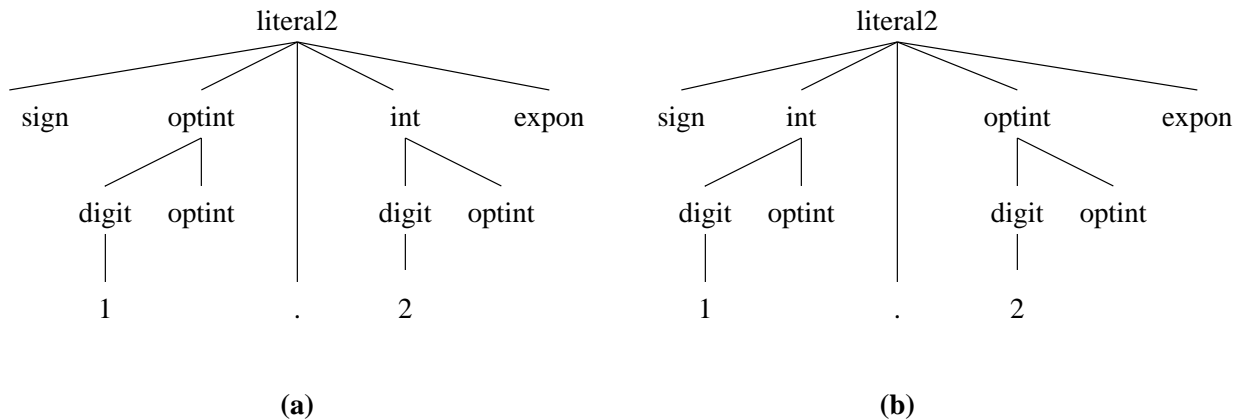 literal2 literal2
sign optint int expon sign int optint expon
digit optint digit optint digit optint digit optint
1 . 2 1 . 2
(a) (b)